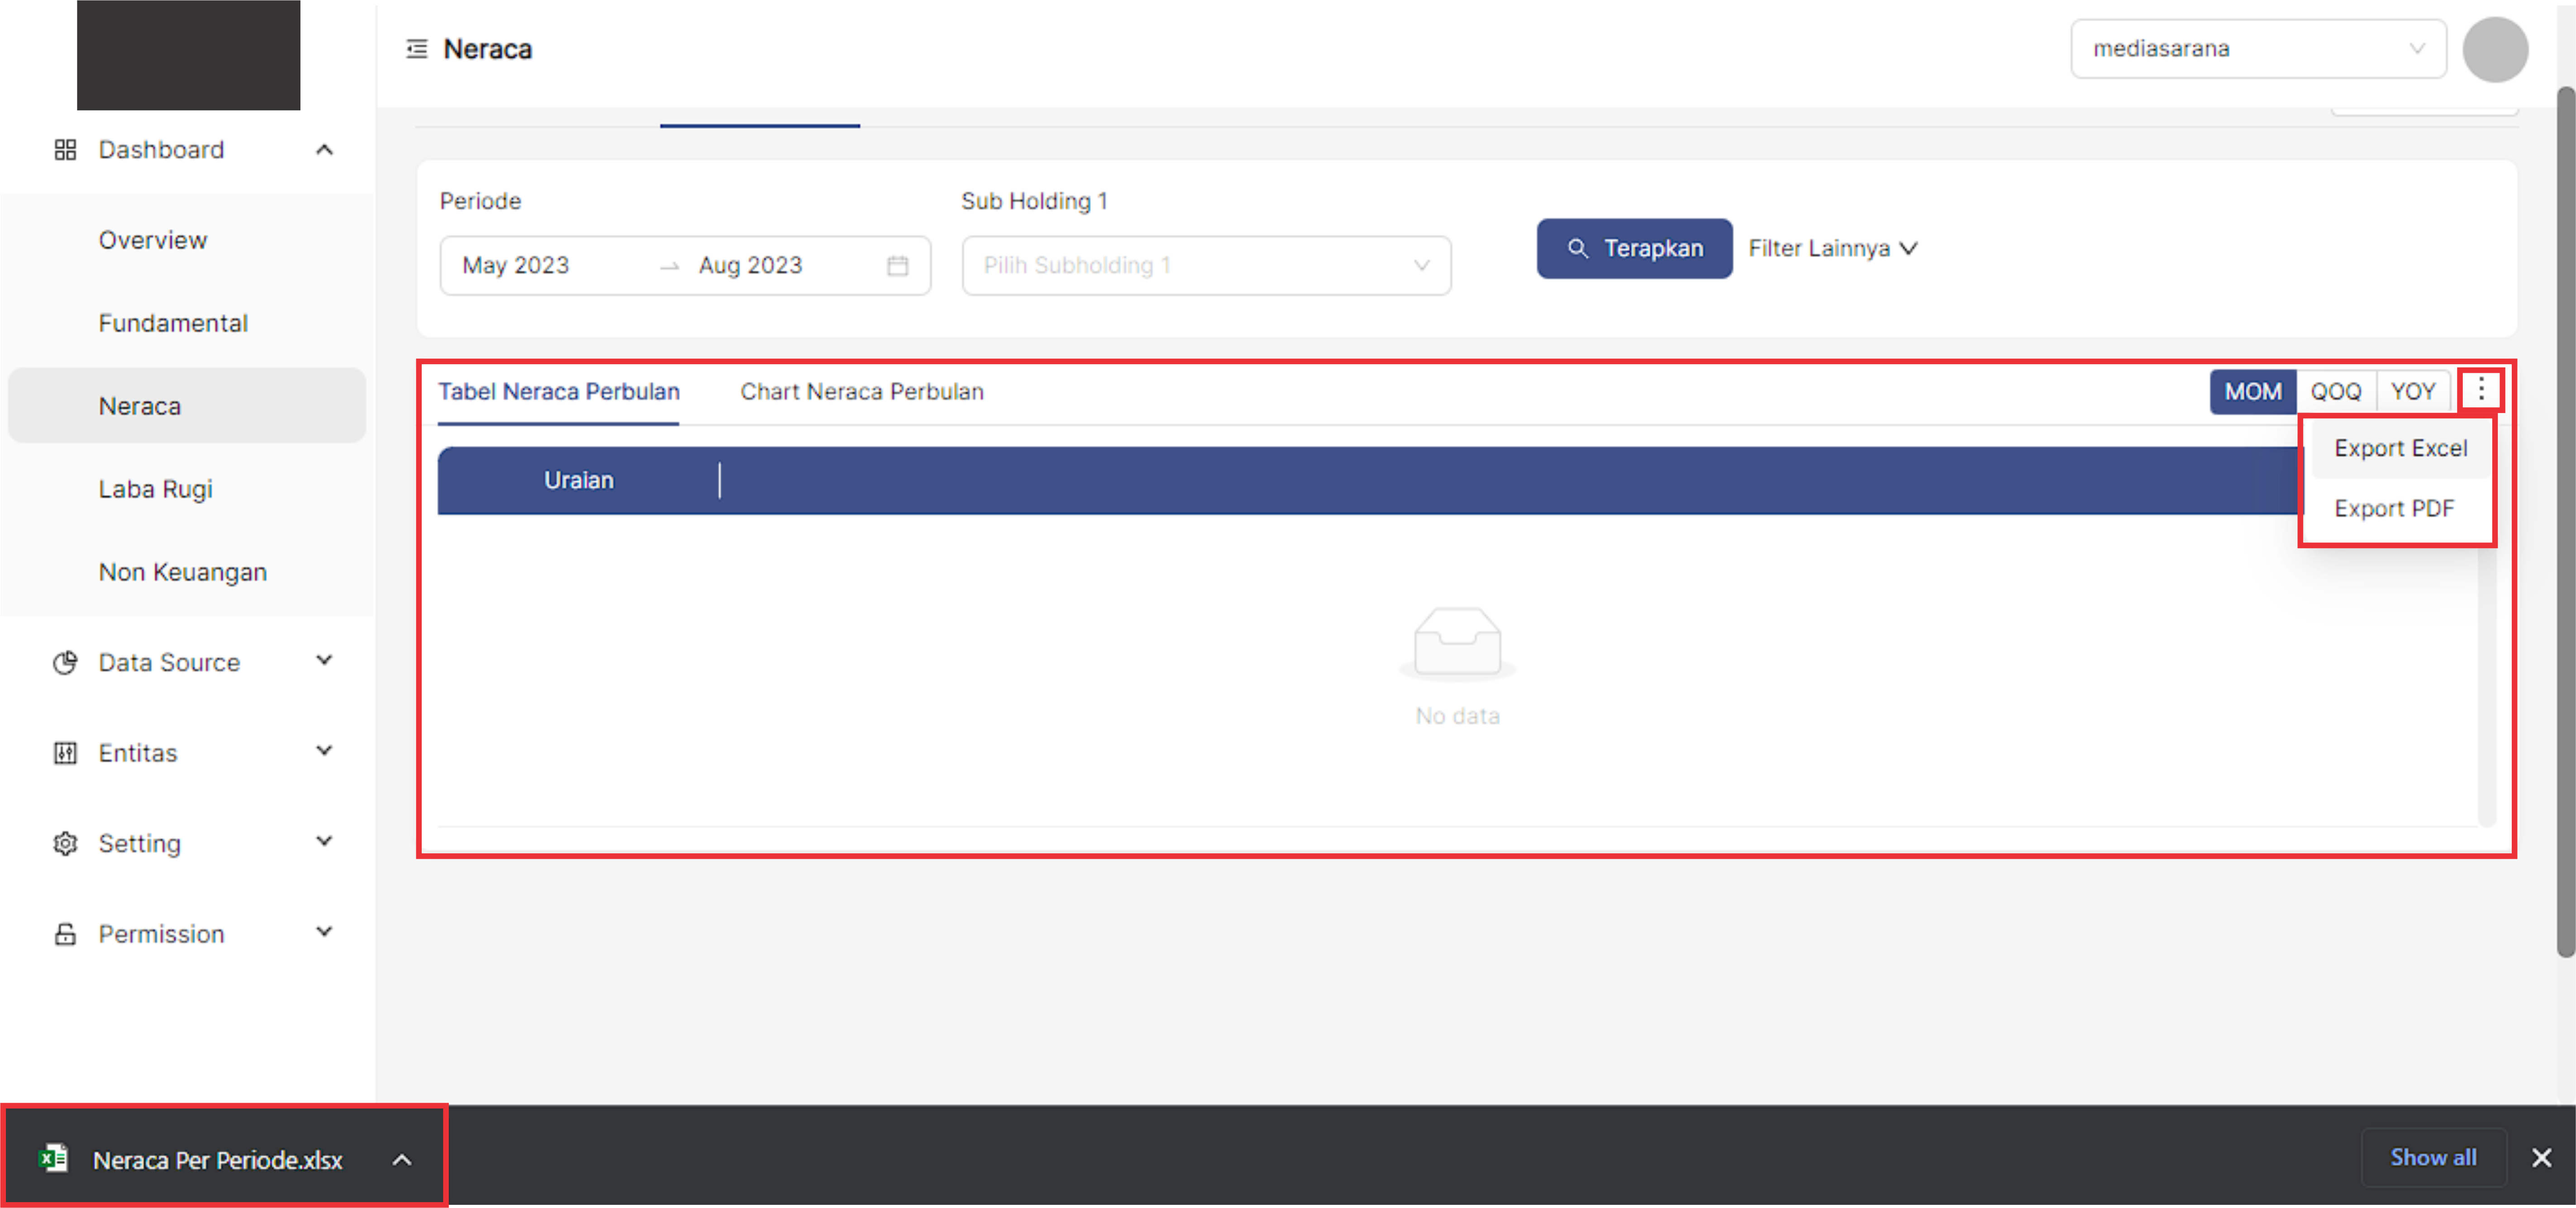 Neraca
mediasarana
Dashboard
Overview
Fundamental
Neraca
Laba Rugi
Non Keuangan
Data Source
Entitas
Setting
Permission
Periode
Sub Holding 1
May 2023
Aug 2023
Pilih Subholding 1
Terapkan
Filter Lainnya
Tabel Neraca Perbulan
Chart Neraca Perbulan
MOM
QOQ
YOY
Export Excel
Export PDF
Uraian
No data
Neraca Per Periode.xlsx
Show all